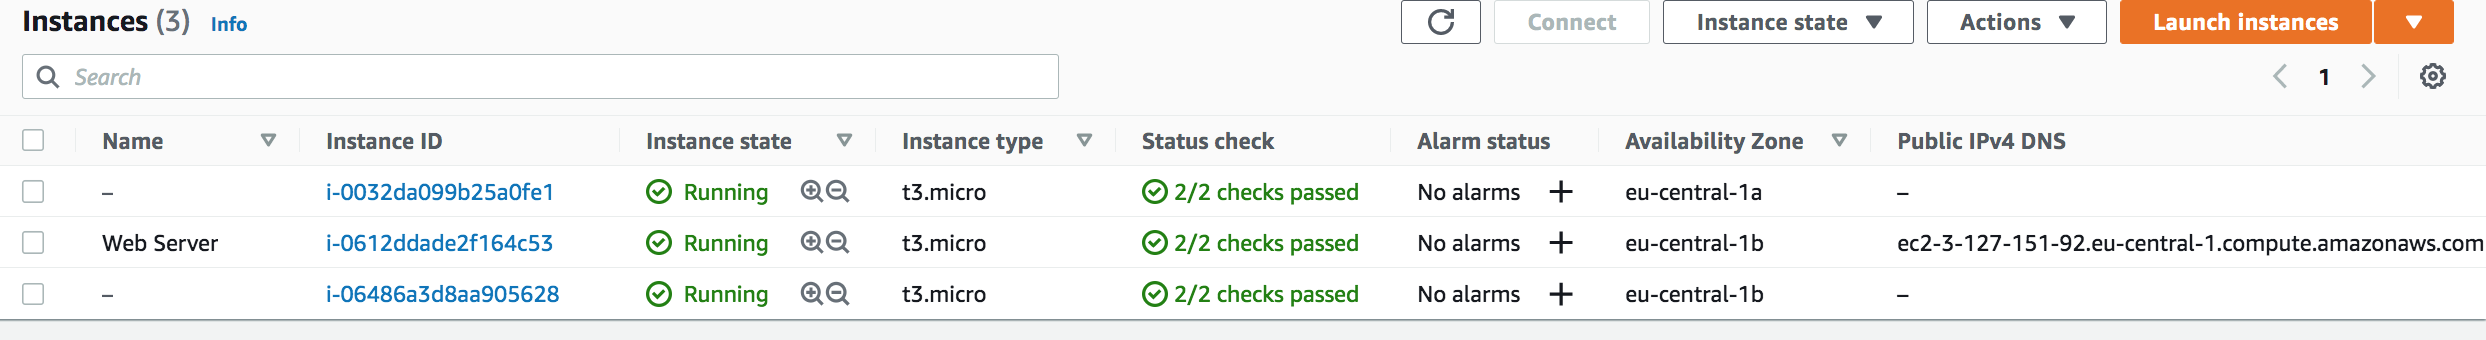 Instances (3) Info Connect Instance state Actions Launch instances
Search 1
Name Instance ID Instance state Instance type Status check Alarm status Availability Zone Public IPv4 DNS
– i-0032da099b25a0fe1 Running t3.micro 2/2 checks passed No alarms eu-central-1a –
Web Server i-0612ddade2f164c53 Running t3.micro 2/2 checks passed No alarms eu-central-1b ec2-3-127-151-92.eu-central-1.compute.amazonaws.com
– i-06486a3d8aa905628 Running t3.micro 2/2 checks passed No alarms eu-central-1b –